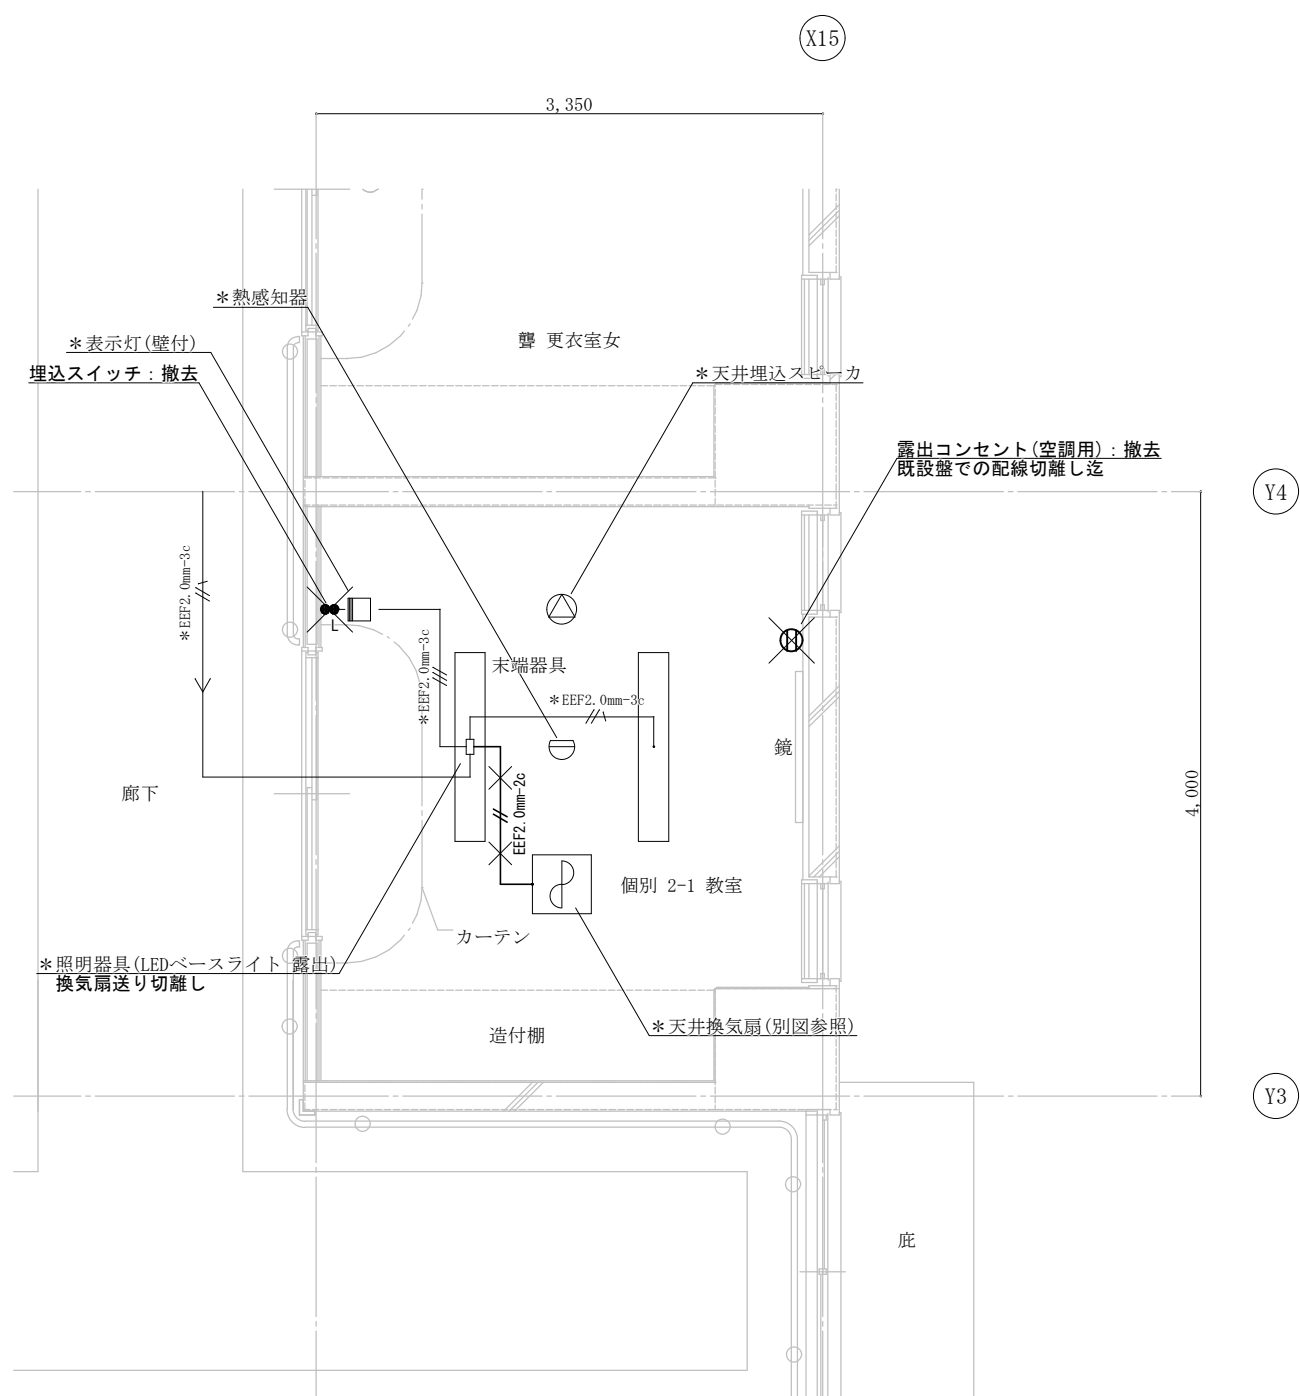 X15
3,350
＊熱感知器
聾 更衣室女
＊表示灯(壁付)
埋込スイッチ：撤去
＊天井埋込スピーカ
露出コンセント(空調用)：撤去
既設盤での配線切離し迄
Y4
＊EEF2.0mm-3c
L
＊EEF2.0mm-3c
末端器具
＊EEF2.0mm-3c
鏡
廊下
EEF2.0mm-2c
4,000
個別 2-1 教室
カーテン
＊照明器具(LEDベースライト 露出)
換気扇送り切離し
造付棚
＊天井換気扇(別図参照)
Y3
庇